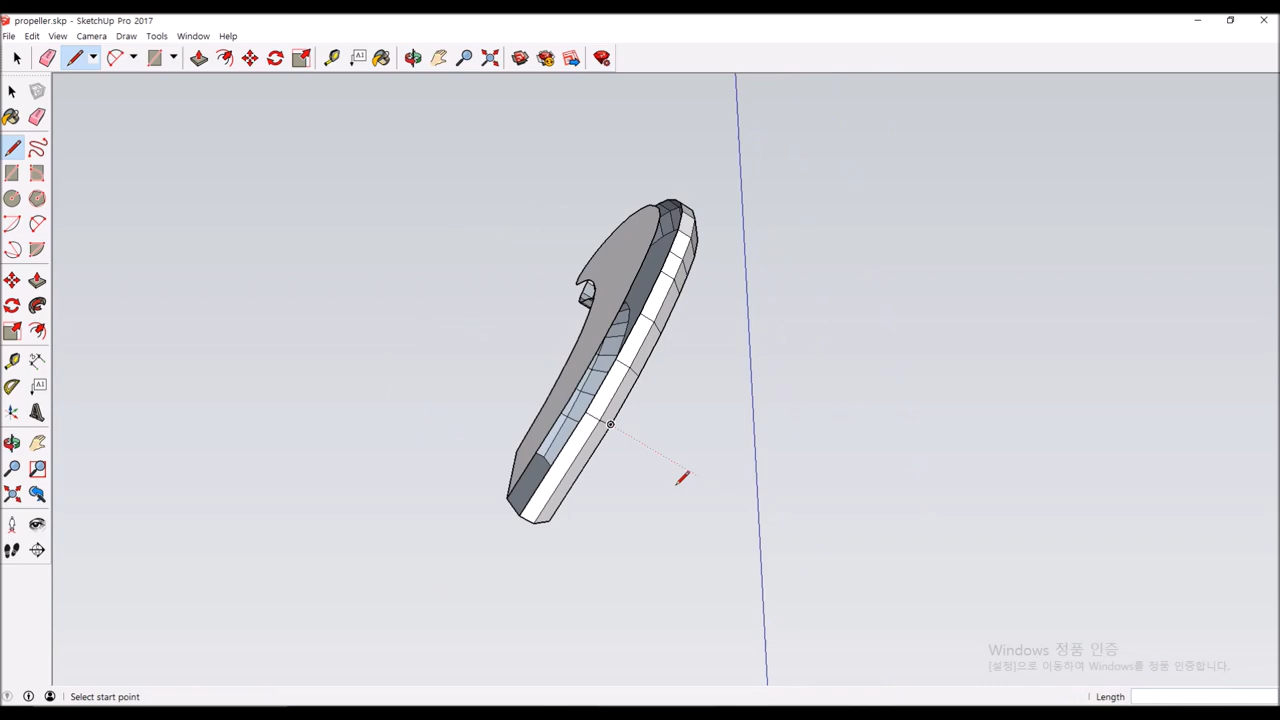 propeller.skp - SketchUp Pro 2017
File Edit View Camera Draw Tools Window Help
A1
A1
Windows 정품 인증
[설정]으로 이동하여 Windows를 정품 인증합니다.
Select start point
Length